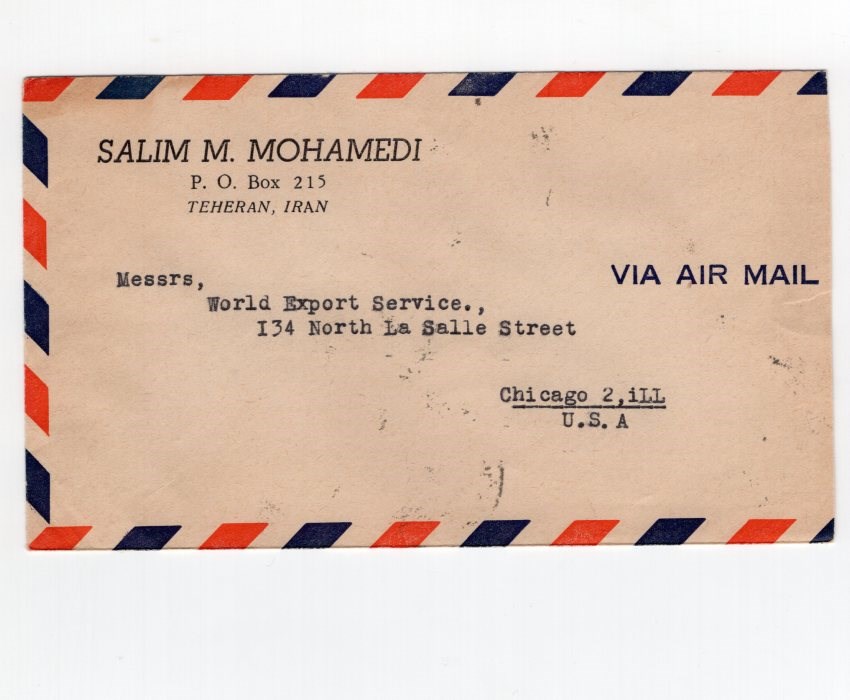 SALIM M. MOHAMEDI
P. O. Box 215
TEHERAN, IRAN
VIA AIR MAIL
Messrs,
World Export Service.,
I34 North La Salle Street
Chicago 2,iLL
U.S.A